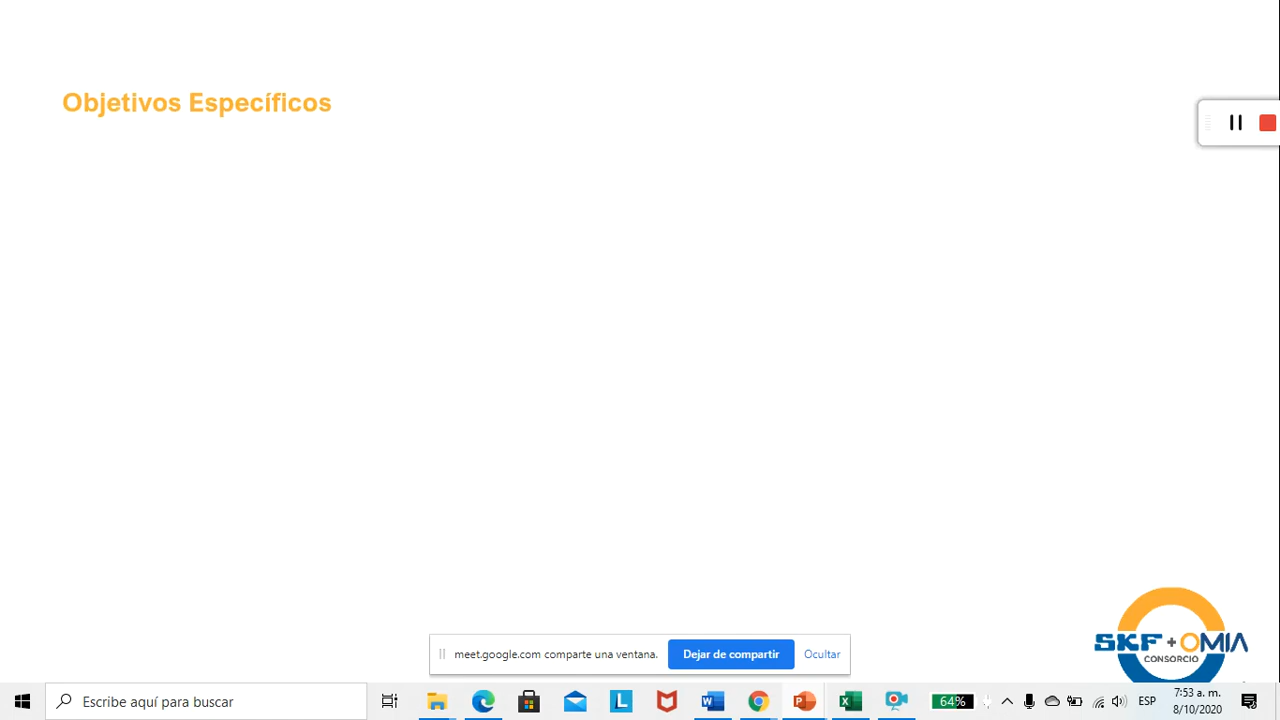 Objetivos Específicos
SKF + OMIA
CONSORCIO
meet.google.com comparte una ventana.
Dejar de compartir
Ocultar
Escribe aquí para buscar
L
W
P
X
64%
ESP
7:53 a. m.
8/10/2020